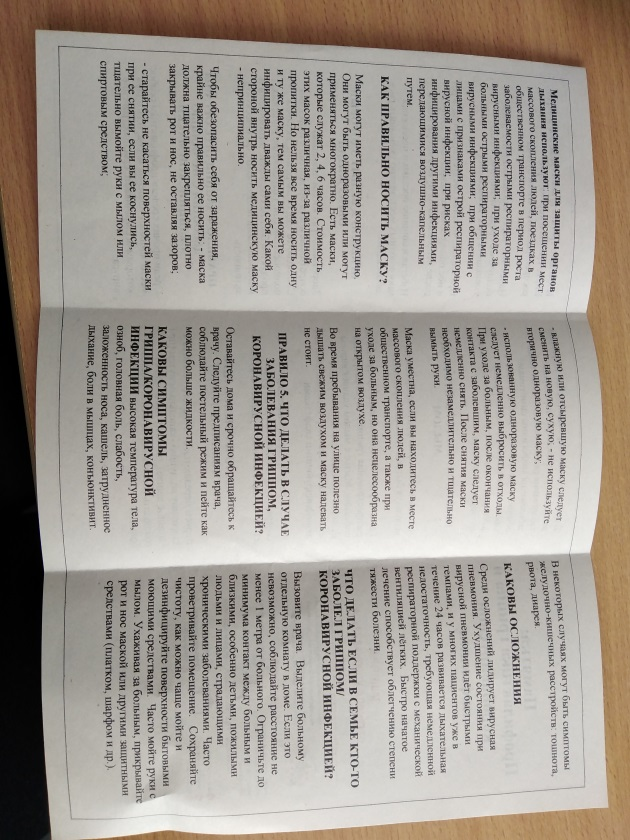 Медицинские маски для защиты органов
дыхания используют: при посещении мест
массового скопления людей, поездках в
общественном транспорте в период роста
заболеваемости острыми респираторными
вирусными инфекциями; при уходе за
больными острыми респираторными
вирусными инфекциями; при общении с
лицами с признаками острой респираторной
вирусной инфекции; при рисках
инфицирования другими инфекциями,
передающимися воздушно-капельным
путем.
КАК ПРАВИЛЬНО НОСИТЬ МАСКУ?
Маски могут иметь разную конструкцию.
Они могут быть одноразовыми или могут
применяться многократно. Есть маски,
которые служат 2, 4, 6 часов. Стоимость
этих масок различная, из-за различной
пропитки. Но нельзя все время носить одну
и ту же маску, тем самым вы можете
инфицировать дважды сами себя. Какой
стороной внутрь носить медицинскую маску
- непринципиально.
Чтобы обезопасить себя от заражения,
крайне важно правильно ее носить: - маска
должна тщательно закрепляться, плотно
закрывать рот и нос, не оставляя зазоров;
- старайтесь не касаться поверхностей маски
при ее снятии, если вы ее коснулись,
тщательно вымойте руки с мылом или
спиртовым средством;
- влажную или отсыревшую маску следует
сменить на новую, сухую; - не используйте
вторично одноразовую маску;
- использованную одноразовую маску
следует немедленно выбросить в отходы.
При уходе за больным, после окончания
контакта с заболевшим, маску следует
немедленно снять. После снятия маски
необходимо незамедлительно и тщательно
вымыть руки.
Маска уместна, если вы находитесь в месте
массового скопления людей, в
общественном транспорте, а также при
уходе за больным, но она нецелесообразна
на открытом воздухе.
Во время пребывания на улице полезно
дышать свежим воздухом и маску надевать
не стоит.
ПРАВИЛО 5. ЧТО ДЕЛАТЬ В СЛУЧАЕ
ЗАБОЛЕВАНИЯ ГРИППОМ,
КОРОНАВИРУСНОЙ ИНФЕКЦИЕЙ?
Оставайтесь дома и срочно обращайтесь к
врачу. Следуйте предписаниям врача,
соблюдайте постельный режим и пейте как
можно больше жидкости.
КАКОВЫ СИМПТОМЫ
ГРИППА/КОРОНАВИРУСНОЙ
ИНФЕКЦИИ высокая температура тела,
озноб, головная боль, слабость,
заложенность носа, кашель, затрудненное
дыхание, боли в мышцах, конъюнктивит.
В некоторых случаях могут быть симптомы
желудочно-кишечных расстройств: тошнота,
рвота, диарея.
КАКОВЫ ОСЛОЖНЕНИЯ
Среди осложнений лидирует вирусная
пневмония. Ухудшение состояния при
вирусной пневмонии идёт быстрыми
темпами, и у многих пациентов уже в
течение 24 часов развивается дыхательная
недостаточность, требующая немедленной
респираторной поддержки с механической
вентиляцией лёгких. Быстро начатое
лечение способствует облегчению степени
тяжести болезни.
ЧТО ДЕЛАТЬ ЕСЛИ В СЕМЬЕ КТО-ТО
ЗАБОЛЕЛ ГРИППОМ/
КОРОНАВИРУСНОЙ ИНФЕКЦИЕЙ?
Вызовите врача. Выделите больному
отдельную комнату в доме. Если это
невозможно, соблюдайте расстояние не
менее 1 метра от больного. Ограничьте до
минимума контакт между больным и
близкими, особенно детьми, пожилыми
людьми и лицами, страдающими
хроническими заболеваниями. Часто
проветривайте помещение. Сохраняйте
чистоту, как можно чаще мойте и
дезинфицируйте поверхности бытовыми
моющими средствами. Часто мойте руки с
мылом. Ухаживая за больным, прикрывайте
рот и нос маской или другими защитными
средствами (платком, шарфом и др.).